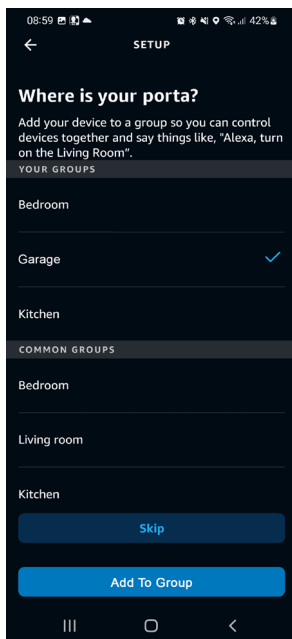 08:59
42%
SETUP
Where is your porta?
Add your device to a group so you can control
devices together and say things like, "Alexa, turn
on the Living Room".
YOUR GROUPS
Bedroom
Garage
Kitchen
COMMON GROUPS
Bedroom
Living room
Kitchen
Skip
Add To Group